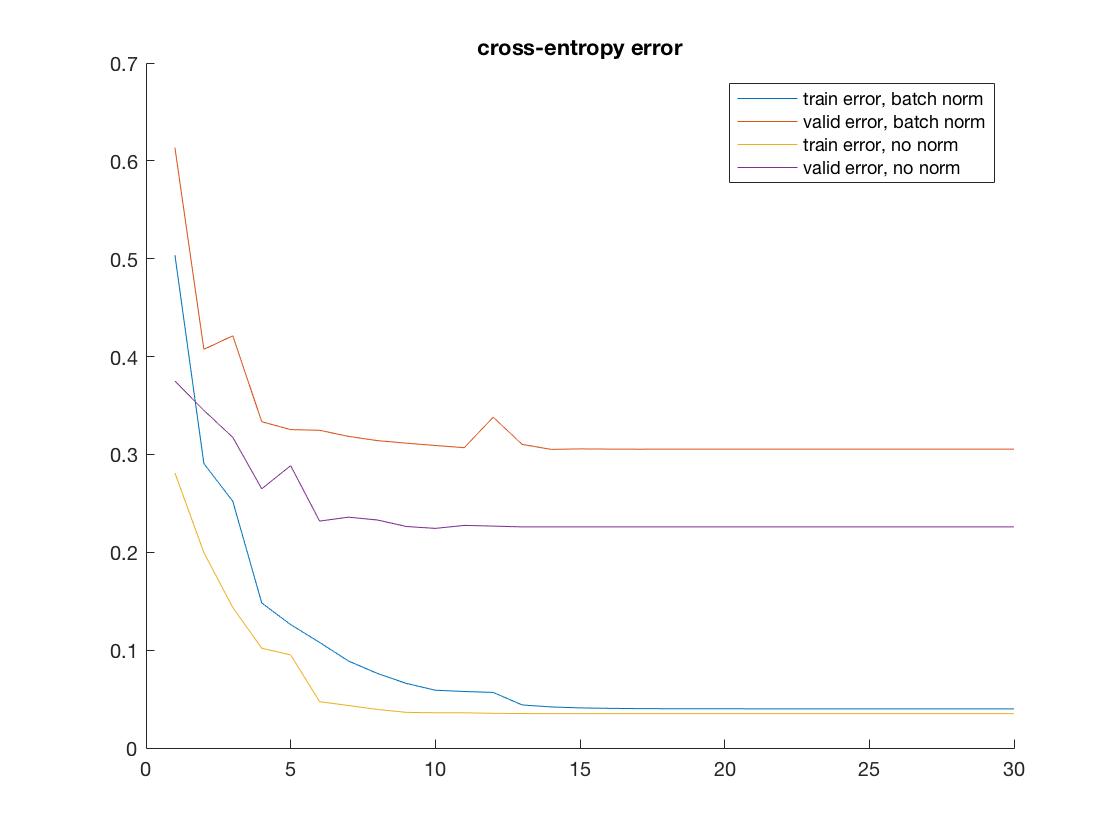 cross-entropy error
0.7
0.6
0.5
0.4
0.3
0.2
0.1
0
train error, batch norm
valid error, batch norm
train error, no norm
valid error, no norm
0 5 10 15 20 25 30